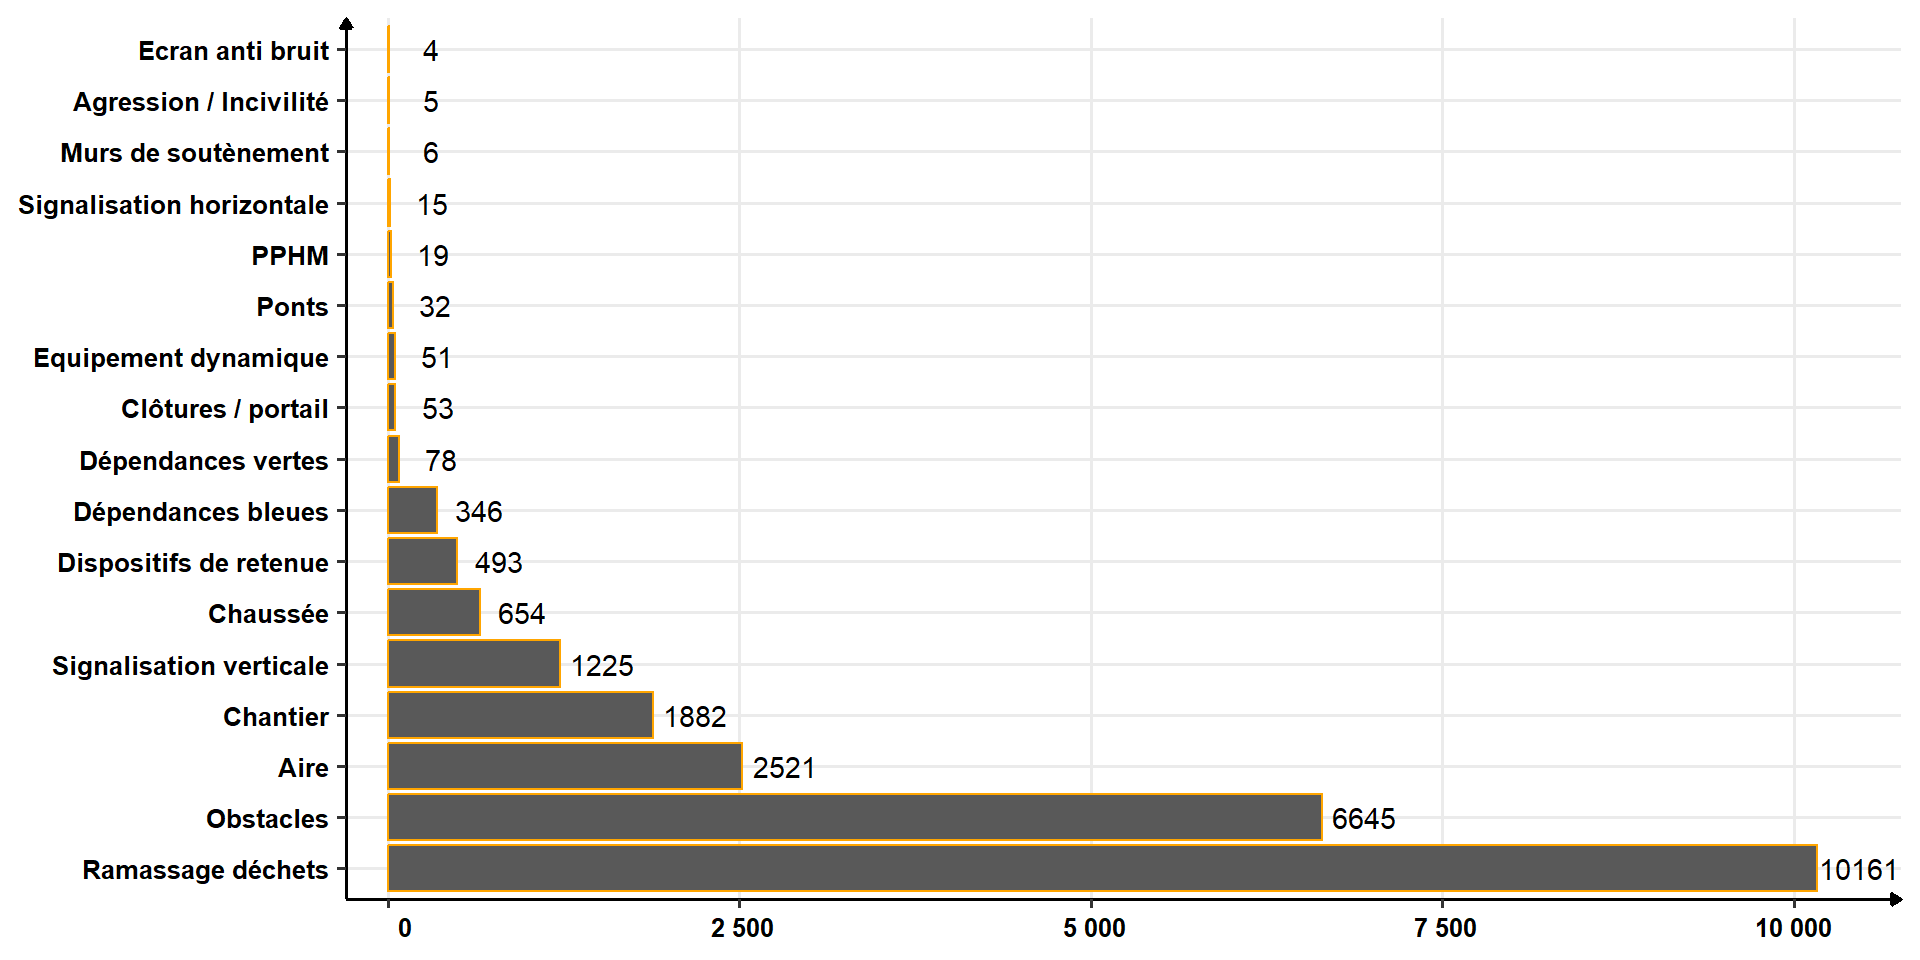 Ecran anti bruit 4
Agression / Incivilité 5
Murs de soutènement 6
Signalisation horizontale 15
PPHM 19
Ponts 32
Equipement dynamique 51
Clôtures / portail 53
Dépendances vertes 78
Dépendances bleues 346
Dispositifs de retenue 493
Chaussée 654
Signalisation verticale 1225
Chantier 1882
Aire 2521
Obstacles 6645
Ramassage déchets 10161
0 2 500 5 000 7 500 10 000